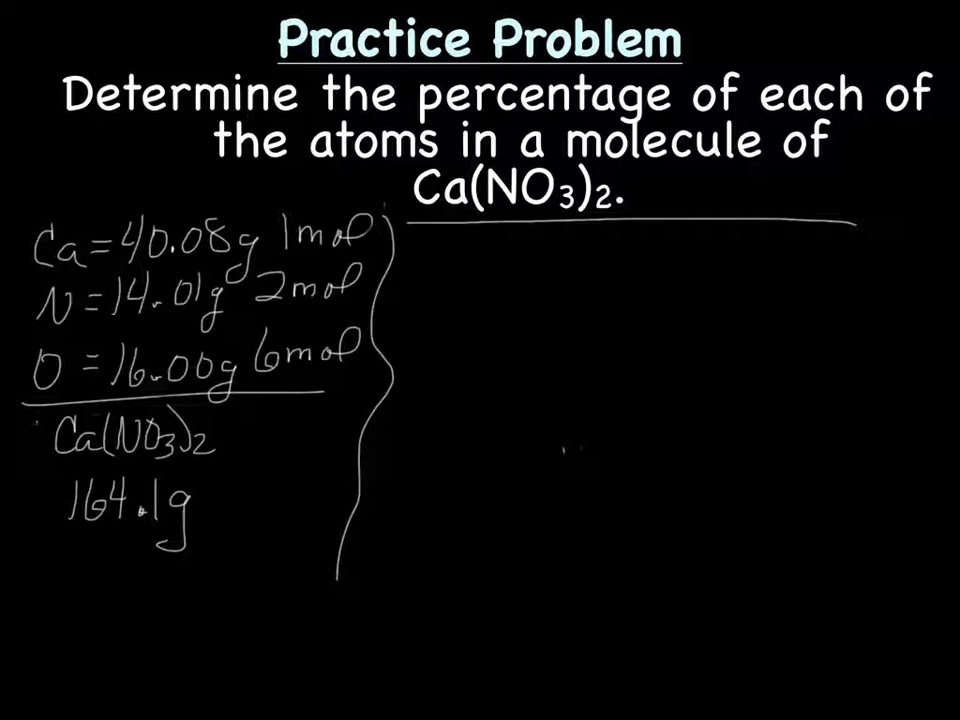 Practice Problem
Determine the percentage of each of
the atoms in a molecule of
Ca(NO₃)₂.
Ca = 40.08g 1mol
N = 14.01g 2mol
O = 16.00g 6mol
Ca(NO₃)₂
164.1g